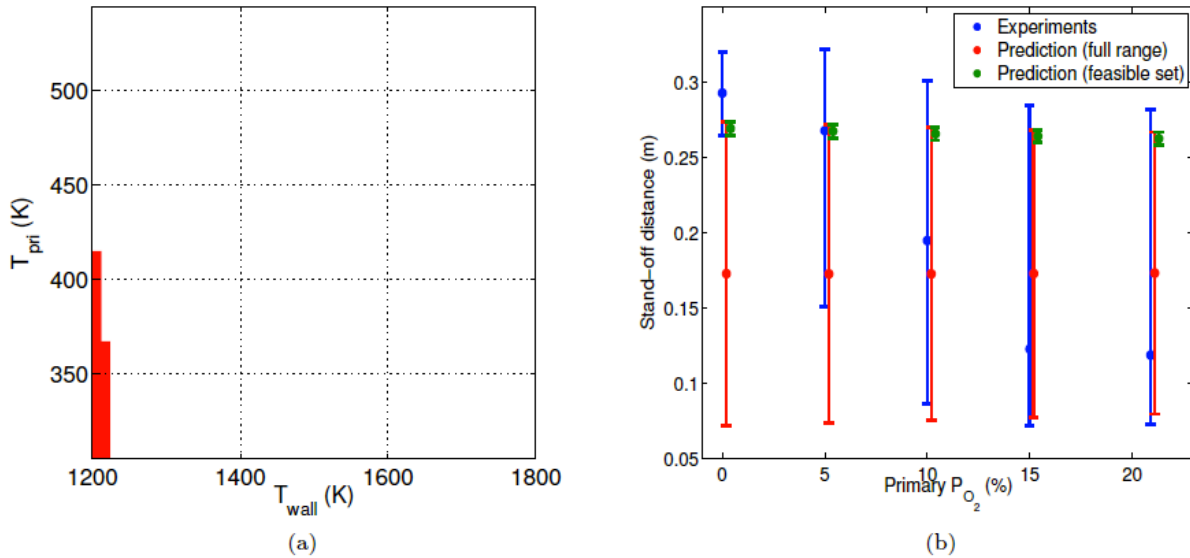 500
450
400
350
T_pri (K)
1200
1400
1600
1800
T_wall (K)
(a)
Experiments
Prediction (full range)
Prediction (feasible set)
0.3
0.25
0.2
0.15
0.1
0.05
Stand-off distance (m)
0
5
10
15
20
Primary P_O_2 (%)
(b)